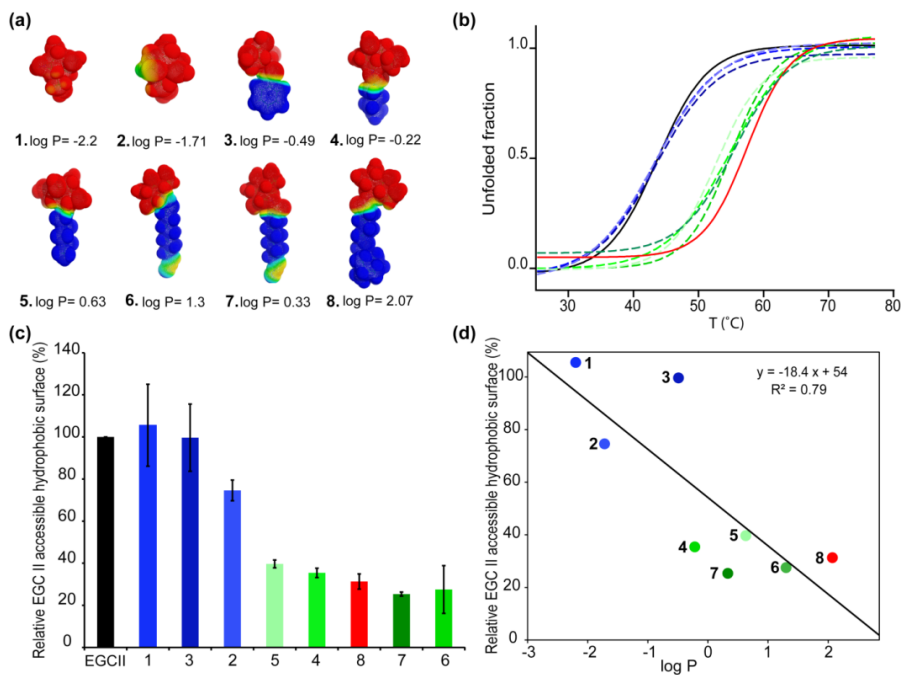 (a)
1. log P= -2.2
2. log P= -1.71
3. log P= -0.49
4. log P= -0.22
5. log P= 0.63
6. log P= 1.3
7. log P= 0.33
8. log P= 2.07
(b)
Unfolded fraction
1.0
0.5
0.0
30 40 50 60 70 80
T (˚C)
(c)
Relative EGC II accessible hydrophobic surface (%)
140
120
100
80
60
40
20
0
EGCII 1 3 2 5 4 8 7 6
(d)
Relative EGC II accessible hydrophobic surface (%)
100
80
60
40
20
0
y = -18.4 x + 54
R² = 0.79
1
3
2
5
4
8
7
6
-3 -2 -1 0 1 2
log P